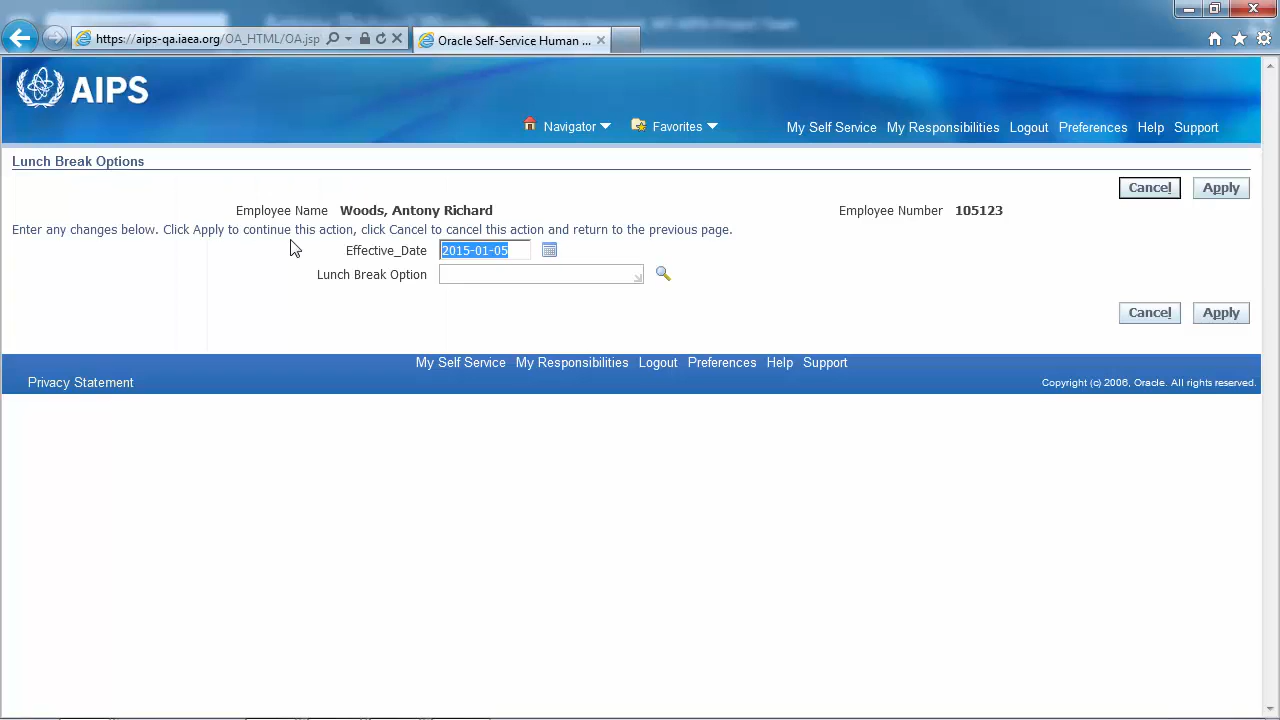 https://aips-qa.iaea.org/OA_HTML/OA.jsp
Oracle Self-Service Human ...
AIPS
Navigator
Favorites
My Self Service
My Responsibilities
Logout
Preferences
Help
Support
Lunch Break Options
Cancel
Apply
Employee Name Woods, Antony Richard
Employee Number 105123
Enter any changes below. Click Apply to continue this action, click Cancel to cancel this action and return to the previous page.
Effective_Date 2015-01-05
Lunch Break Option
Cancel
Apply
My Self Service My Responsibilities Logout Preferences Help Support
Privacy Statement
Copyright (c) 2006, Oracle. All rights reserved.